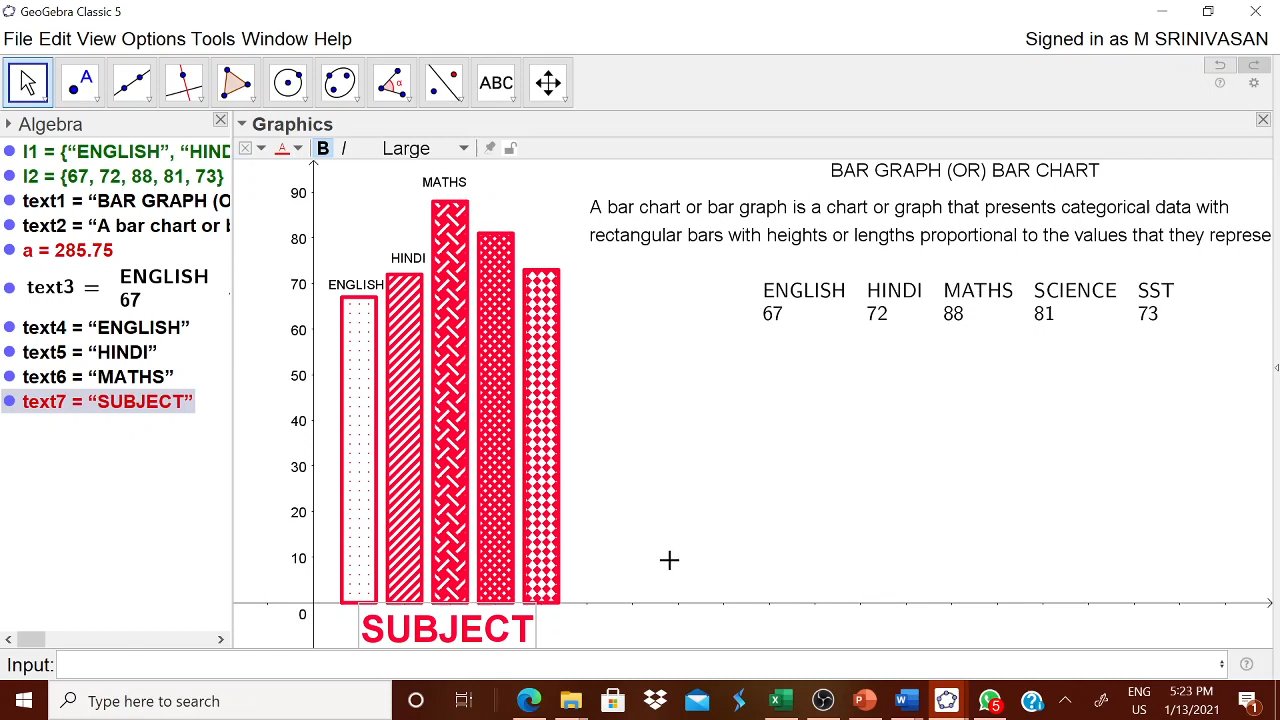 GeoGebra Classic 5
File Edit View Options Tools Window Help
Signed in as M SRINIVASAN
A
α
ABC
Algebra
Graphics
l1 = {“ENGLISH”, “HIND
A
B
I
Large
l2 = {67, 72, 88, 81, 73}
text1 = “BAR GRAPH (O
text2 = “A bar chart or b
a = 285.75
text3 = ENGLISH
67
text4 = “ENGLISH”
text5 = “HINDI”
text6 = “MATHS”
text7 = “SUBJECT”
BAR GRAPH (OR) BAR CHART
A bar chart or bar graph is a chart or graph that presents categorical data with
rectangular bars with heights or lengths proportional to the values that they represe
ENGLISH HINDI MATHS SCIENCE SST
67 72 88 81 73
MATHS
HINDI
ENGLISH
90
80
70
60
50
40
30
20
10
0
SUBJECT
Input:
Type here to search
5
ENG
US
5:23 PM
1/13/2021
1